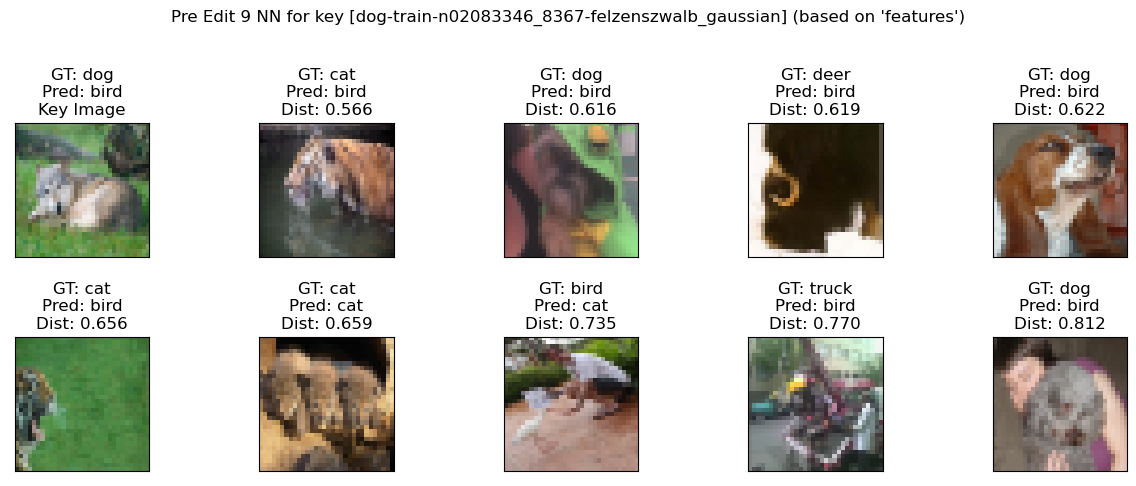 Pre Edit 9 NN for key [dog-train-n02083346_8367-felzenszwalb_gaussian] (based on 'features')
GT: dog
Pred: bird
Key Image
GT: cat
Pred: bird
Dist: 0.566
GT: dog
Pred: bird
Dist: 0.616
GT: deer
Pred: bird
Dist: 0.619
GT: dog
Pred: bird
Dist: 0.622
GT: cat
Pred: bird
Dist: 0.656
GT: cat
Pred: cat
Dist: 0.659
GT: bird
Pred: cat
Dist: 0.735
GT: truck
Pred: bird
Dist: 0.770
GT: dog
Pred: bird
Dist: 0.812